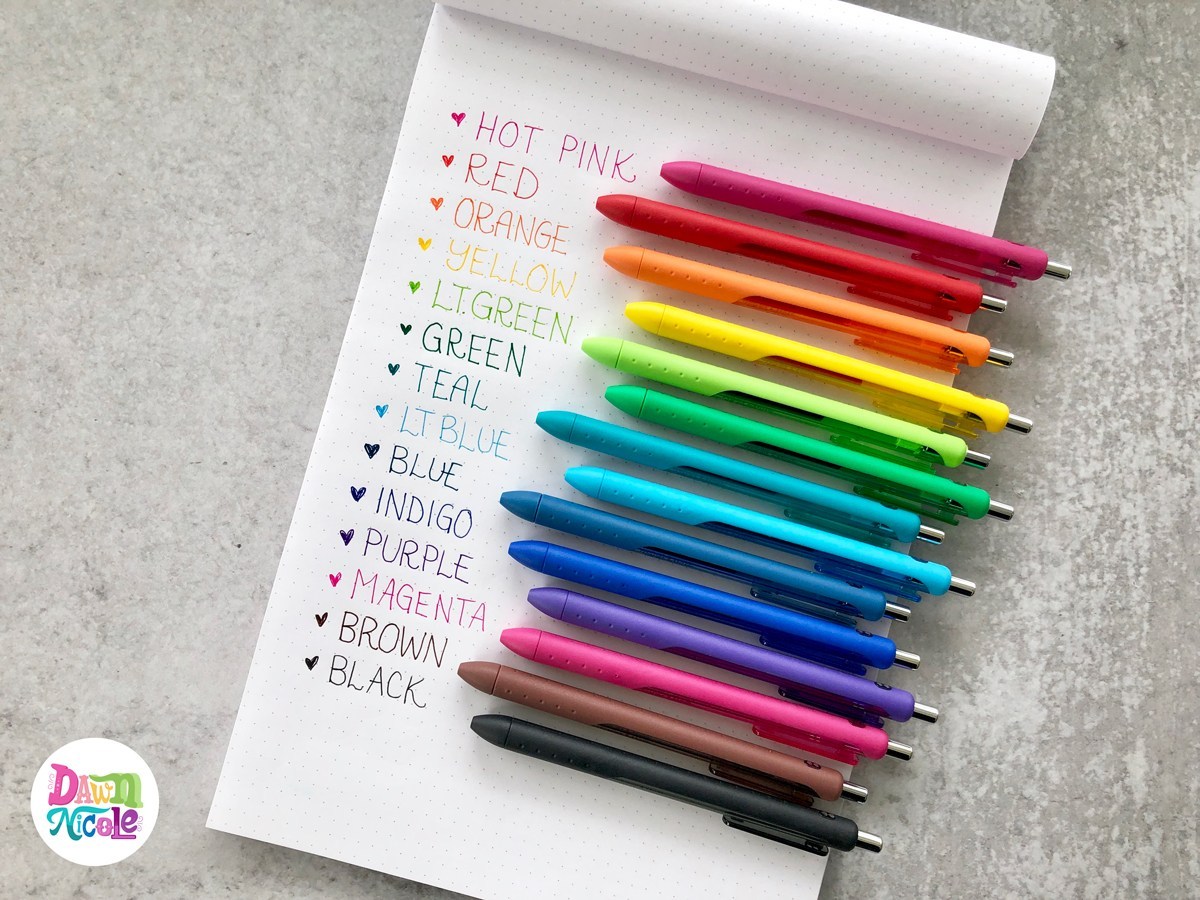 HOT PINK
RED
ORANGE
YELLOW
LT.GREEN
GREEN
TEAL
LT BLUE
BLUE
INDIGO
PURPLE
MAGENTA
BROWN
BLACK
DAWN
NICOLE